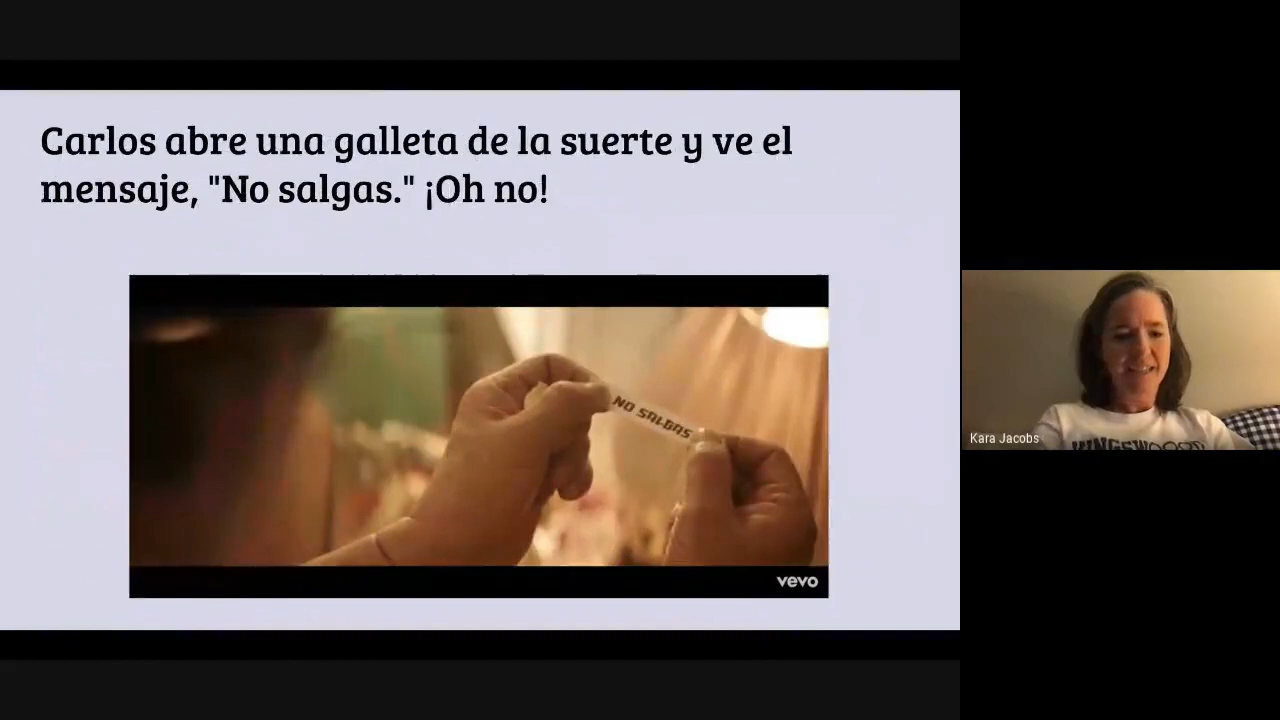 Carlos abre una galleta de la suerte y ve el
mensaje, "No salgas." ¡Oh no!
NO SALGAS
vevo
Kara Jacobs
KINGSWOOD